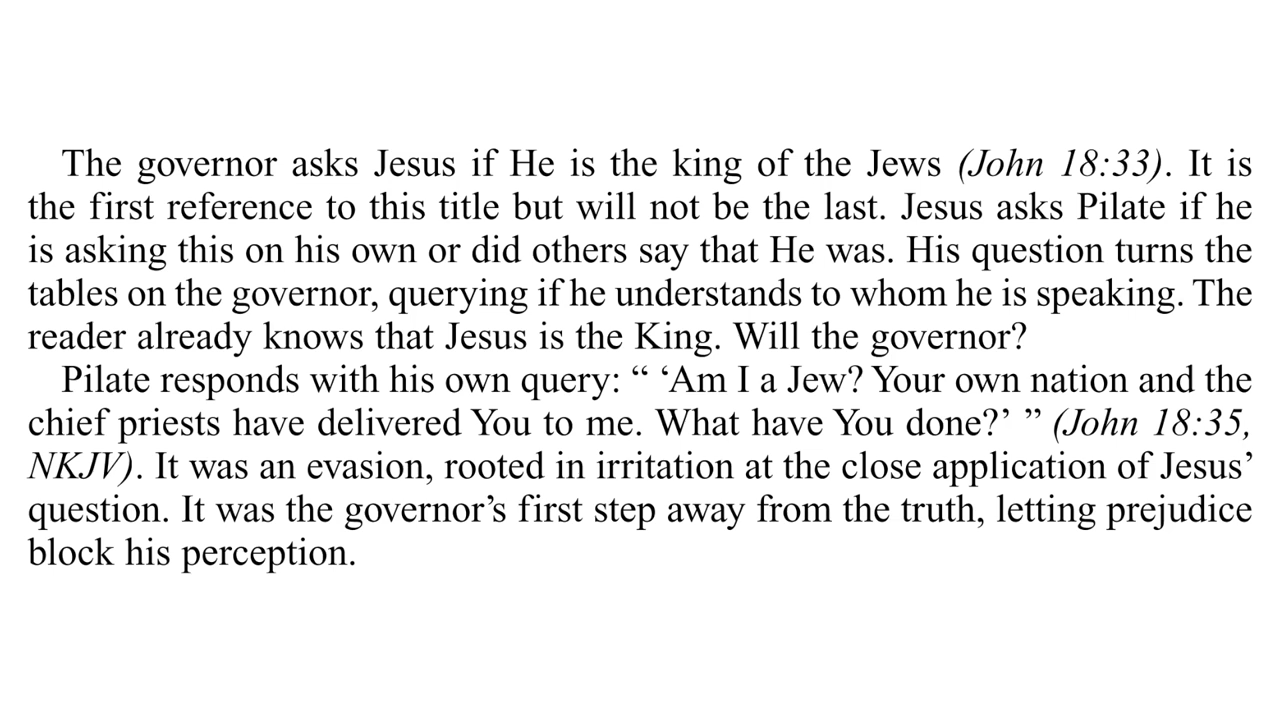 The governor asks Jesus if He is the king of the Jews (John 18:33). It is
the first reference to this title but will not be the last. Jesus asks Pilate if he
is asking this on his own or did others say that He was. His question turns the
tables on the governor, querying if he understands to whom he is speaking. The
reader already knows that Jesus is the King. Will the governor?
Pilate responds with his own query: “ ‘Am I a Jew? Your own nation and the
chief priests have delivered You to me. What have You done?’ ” (John 18:35,
NKJV). It was an evasion, rooted in irritation at the close application of Jesus’
question. It was the governor’s first step away from the truth, letting prejudice
block his perception.